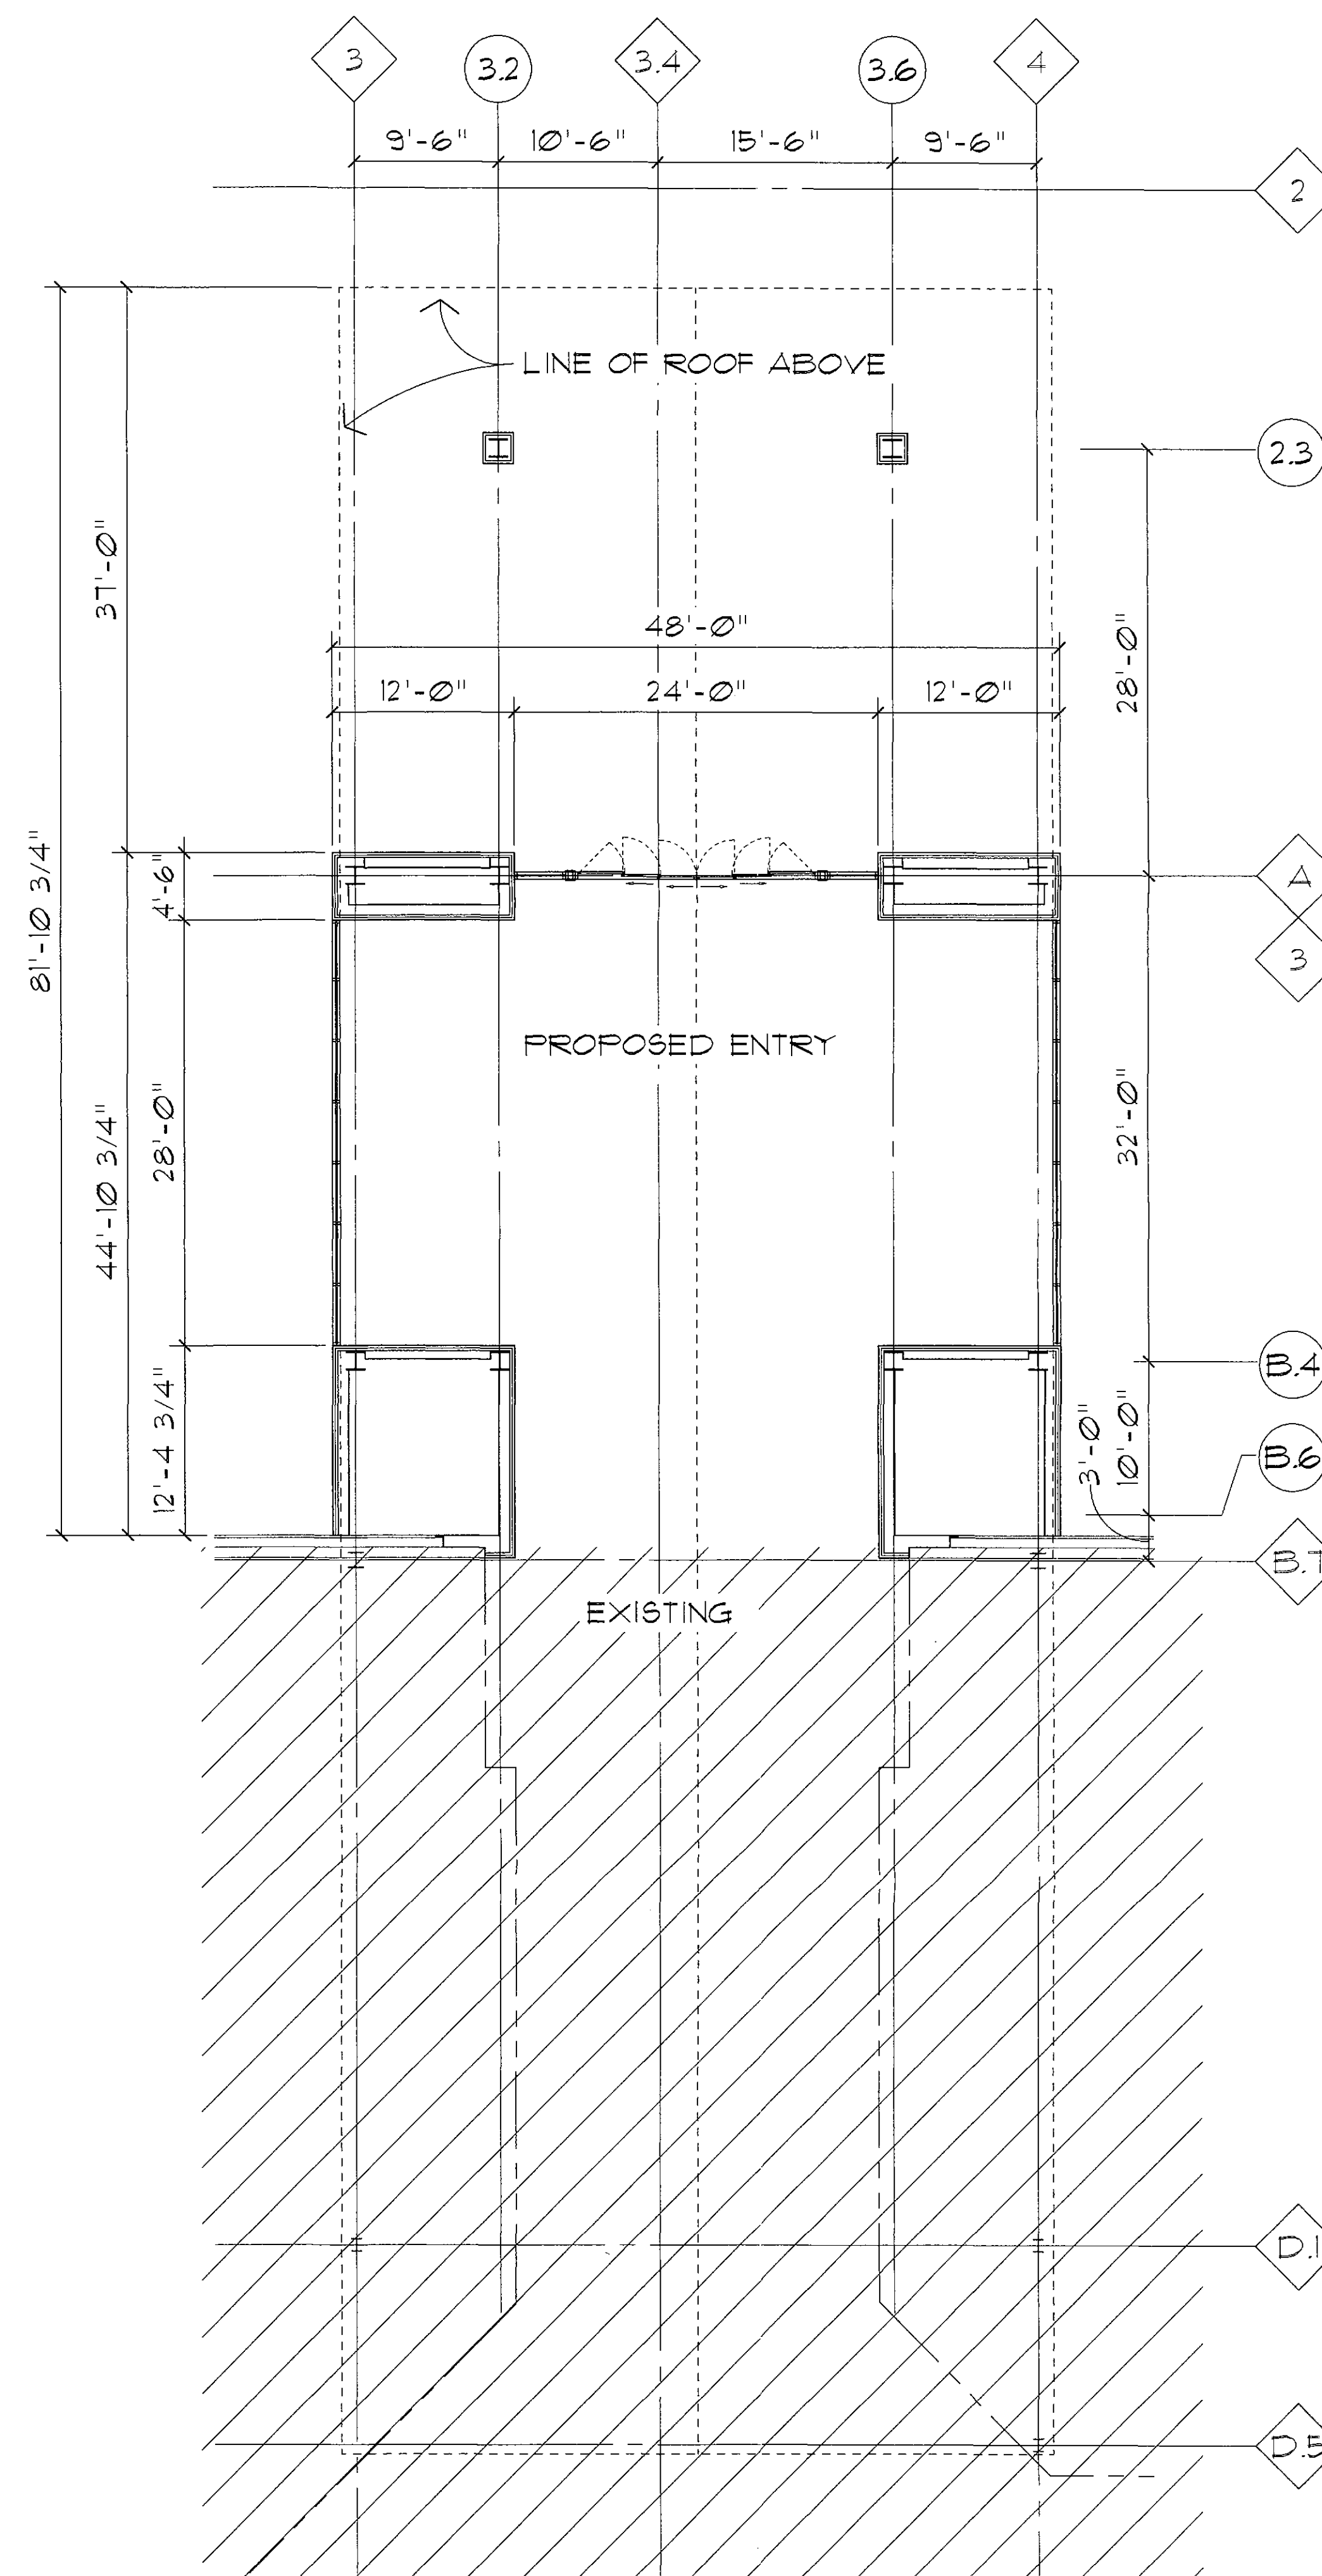 3 3.2 3.4 3.6 4
9'-6" 10'-6" 15'-6" 9'-6"
2
LINE OF ROOF ABOVE
2.3
37'-0"
48'-0"
28'-0"
12'-0" 24'-0" 12'-0"
81'-10 3/4"
4'-6"
A
3
PROPOSED ENTRY
44'-10 3/4"
28'-0"
32'-0"
B.4
12'-4 3/4"
3'-0"
10'-0"
B.6
B.7
EXISTING
D.1
D.5